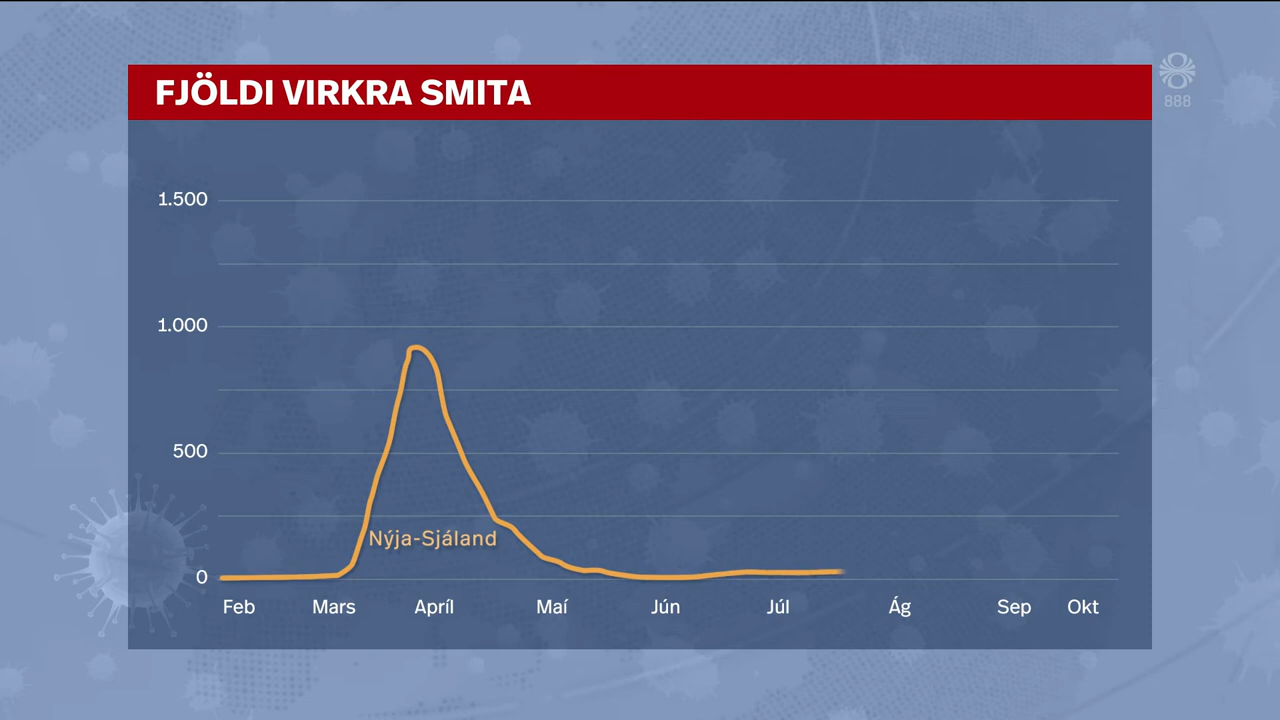 FJÖLDI VIRKRA SMITA
888
1.500
1.000
500
Nýja-Sjáland
0
Feb Mars Apríl Maí Jún Júl Ág Sep Okt